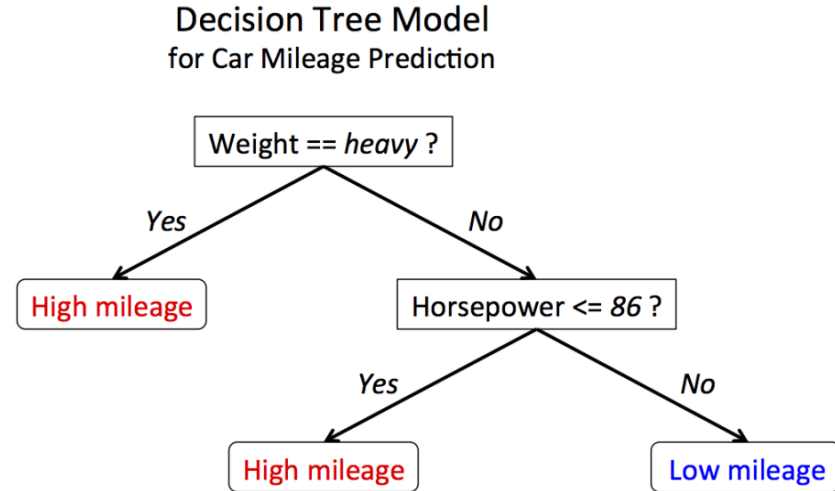 Decision Tree Model
for Car Mileage Prediction
Weight == heavy ?
Yes
No
High mileage
Horsepower <= 86 ?
Yes
No
High mileage
Low mileage